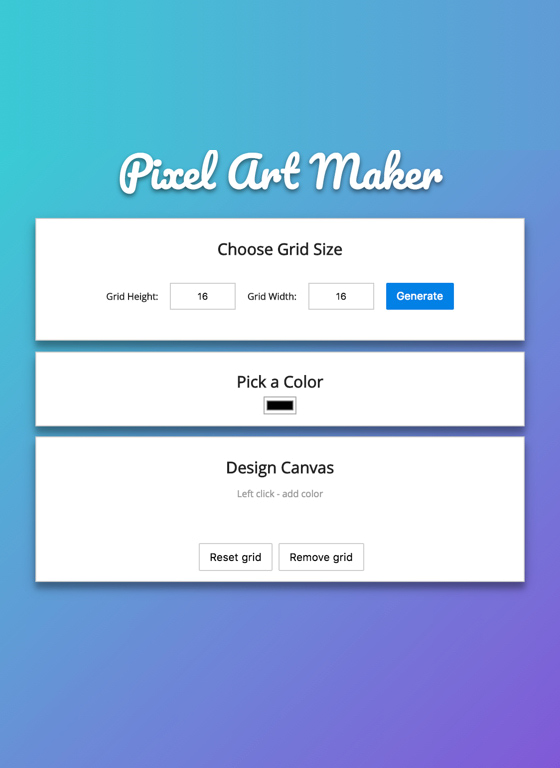 Pixel Art Maker
Choose Grid Size
Grid Height: 16 Grid Width: 16 Generate
Pick a Color
Design Canvas
Left click - add color
Reset grid Remove grid